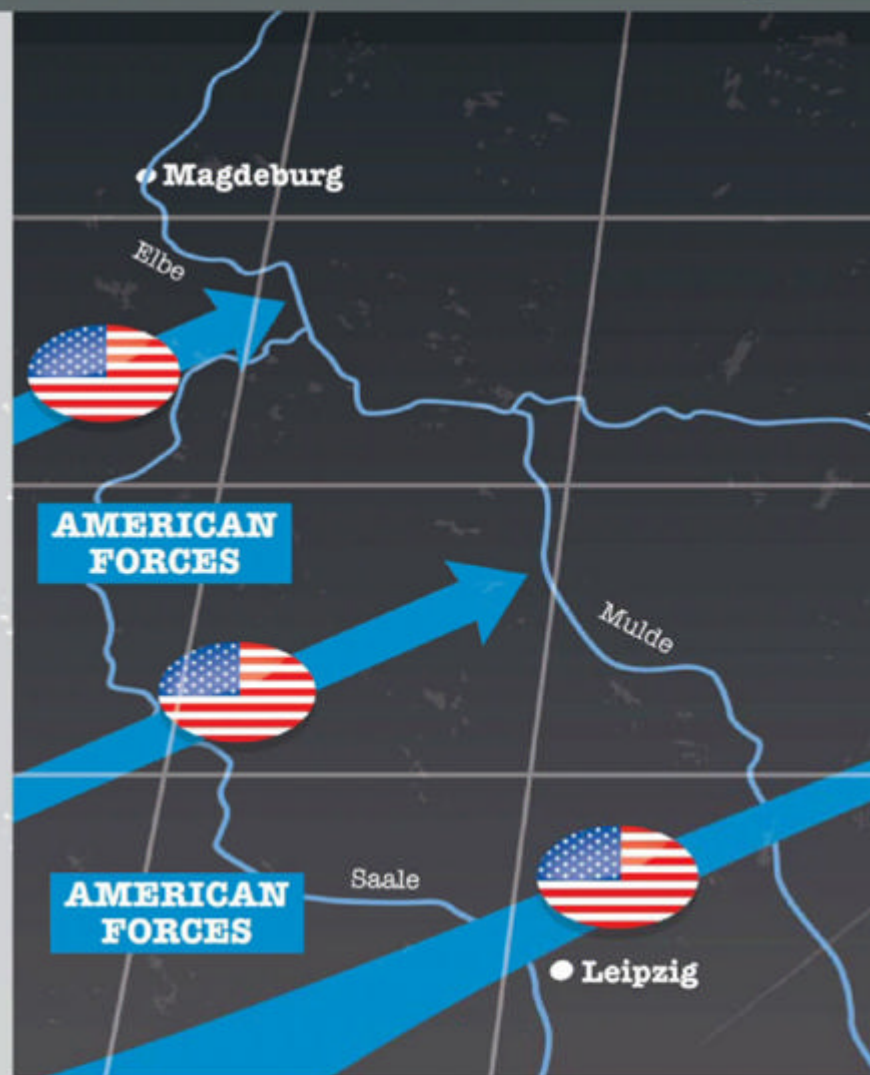 Magdeburg
Elbe
AMERICAN
FORCES
Mulde
Saale
AMERICAN
FORCES
Leipzig